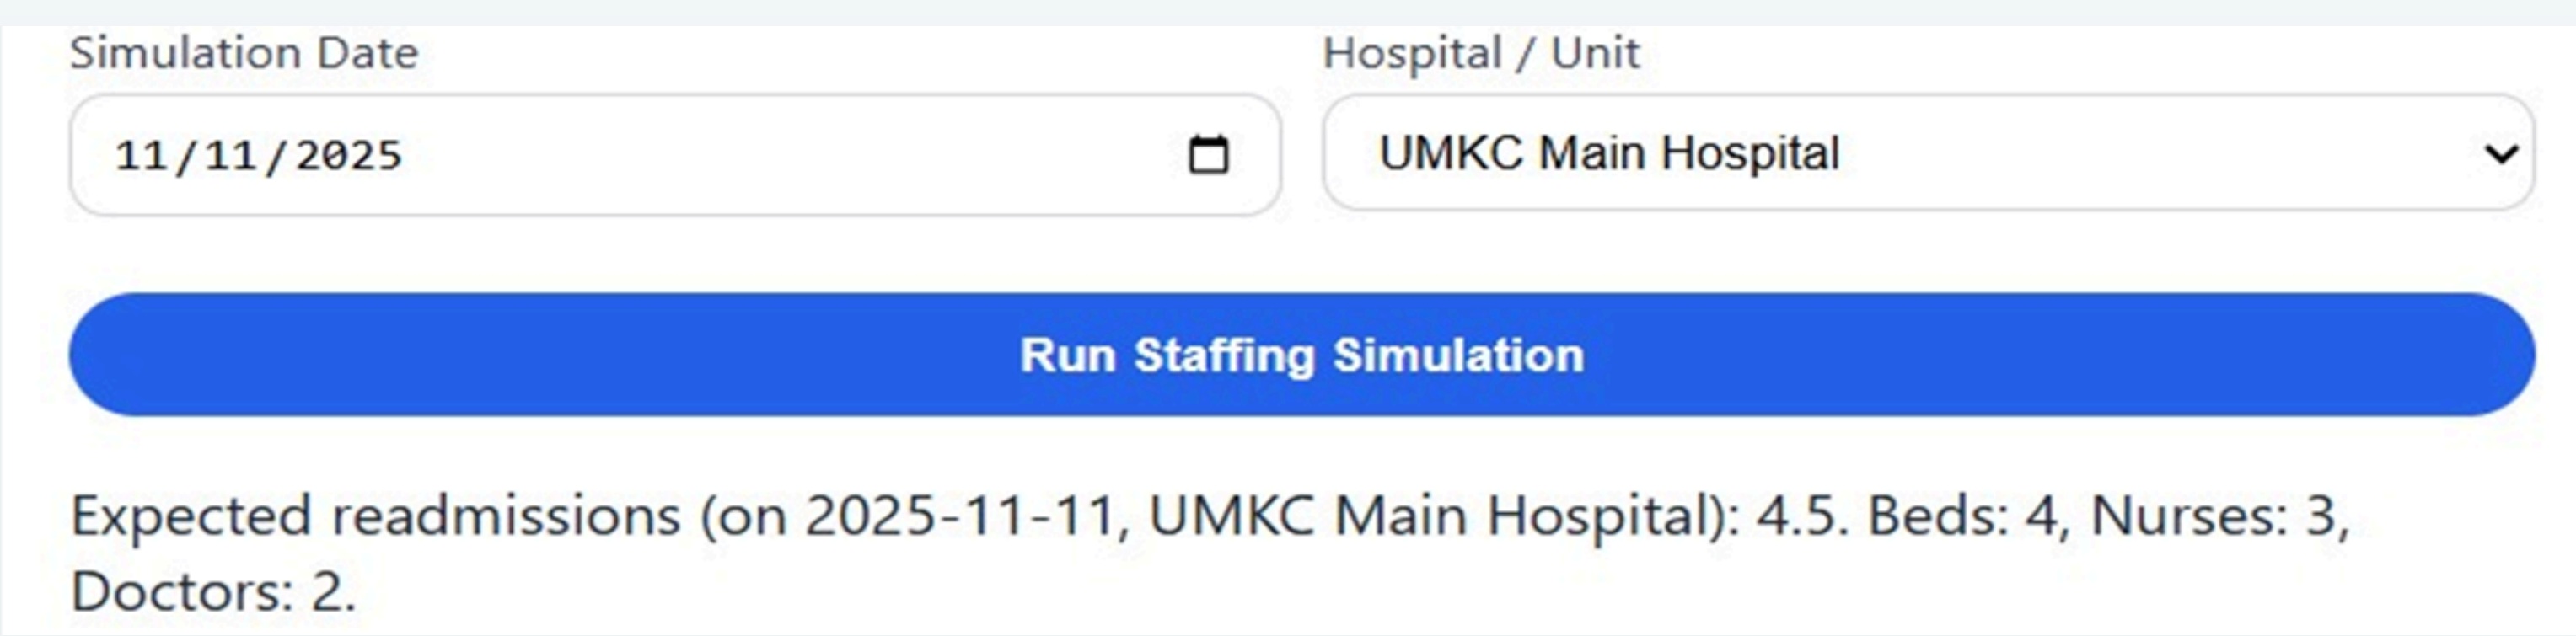 Simulation Date
Hospital / Unit
11/11/2025
UMKC Main Hospital
Run Staffing Simulation
Expected readmissions (on 2025-11-11, UMKC Main Hospital): 4.5. Beds: 4, Nurses: 3,
Doctors: 2.